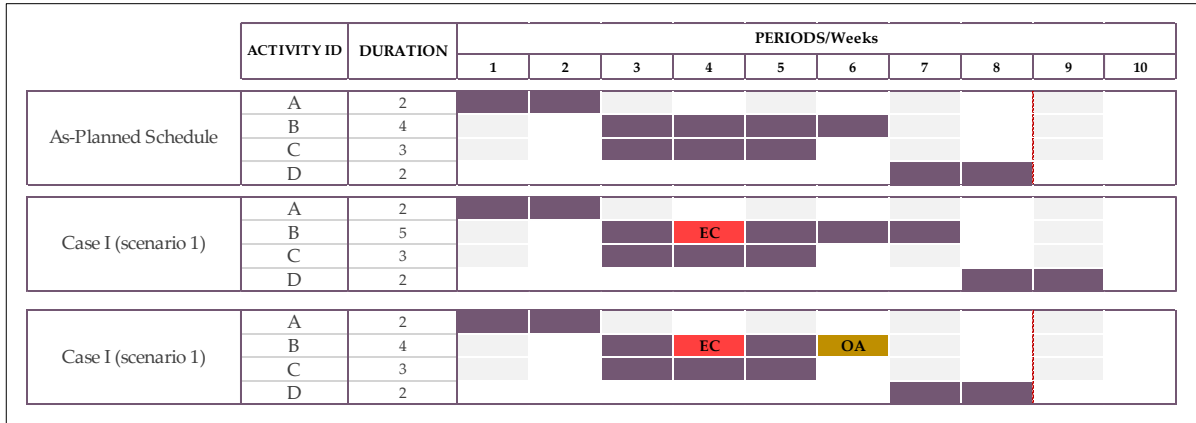 ACTIVITY ID DURATION PERIODS/Weeks
1 2 3 4 5 6 7 8 9 10
As-Planned Schedule
A 2
B 4
C 3
D 2
Case I (scenario 1)
A 2
B 5 EC
C 3
D 2
Case I (scenario 1)
A 2
B 4 EC OA
C 3
D 2